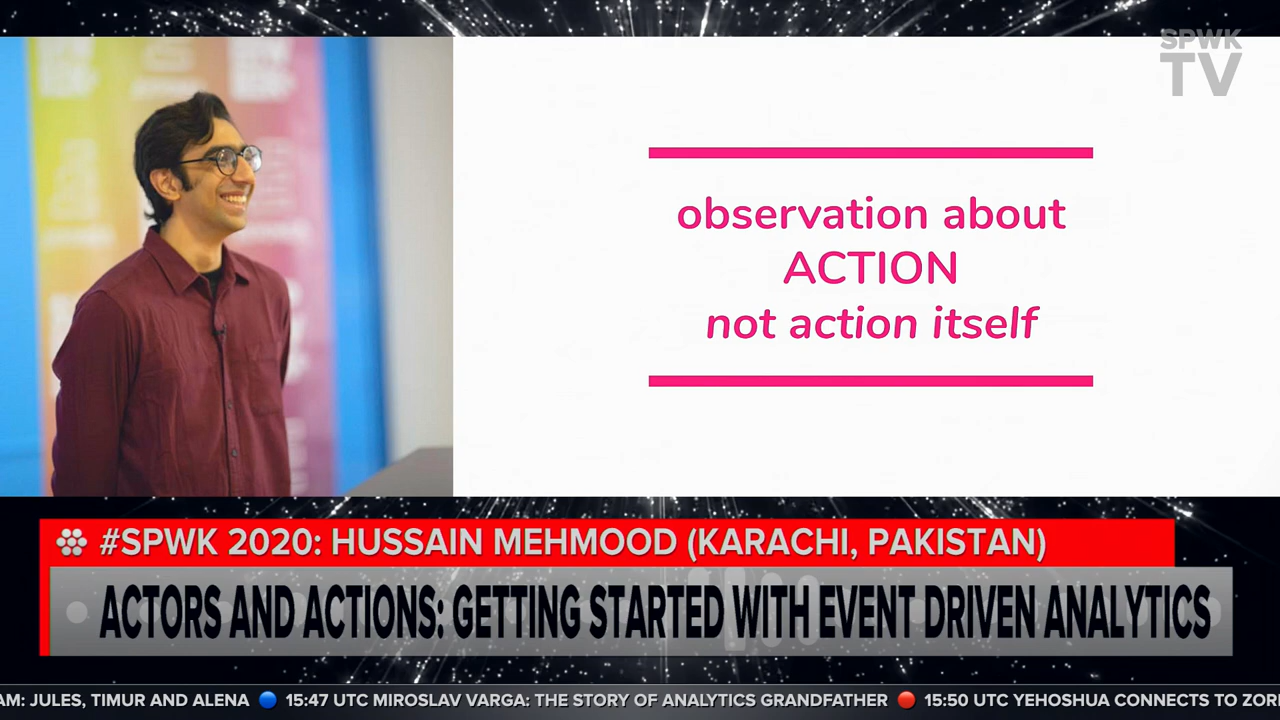 SPWK
TV
observation about
ACTION
not action itself
#SPWK 2020: HUSSAIN MEHMOOD (KARACHI, PAKISTAN)
ACTORS AND ACTIONS: GETTING STARTED WITH EVENT DRIVEN ANALYTICS
AM: JULES, TIMUR AND ALENA 15:47 UTC MIROSLAV VARGA: THE STORY OF ANALYTICS GRANDFATHER 15:50 UTC YEHOSHUA CONNECTS TO